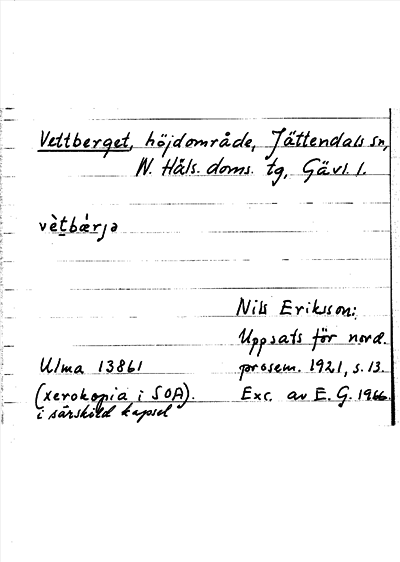 Vettberget, höjdområde, Jättendals sn,
N. Häls. doms. tg, Gävl. l.
vètbǽrjə
Nils Eriksson:
Uppsats för nord.
Ulma 13861 prosem. 1921, s. 13.
(xerokopia i SOA). Exc. av E. G. 1966.
i särskild kapsel